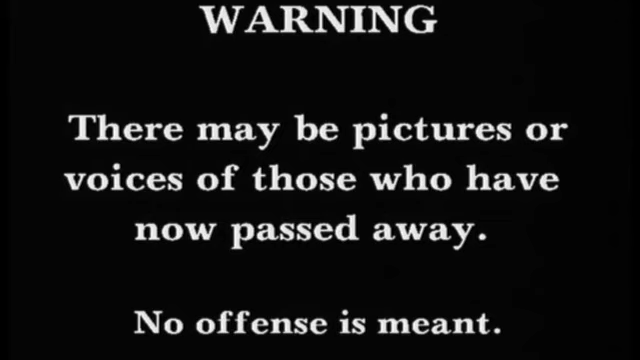 WARNING
There may be pictures or
voices of those who have
now passed away.
No offense is meant.